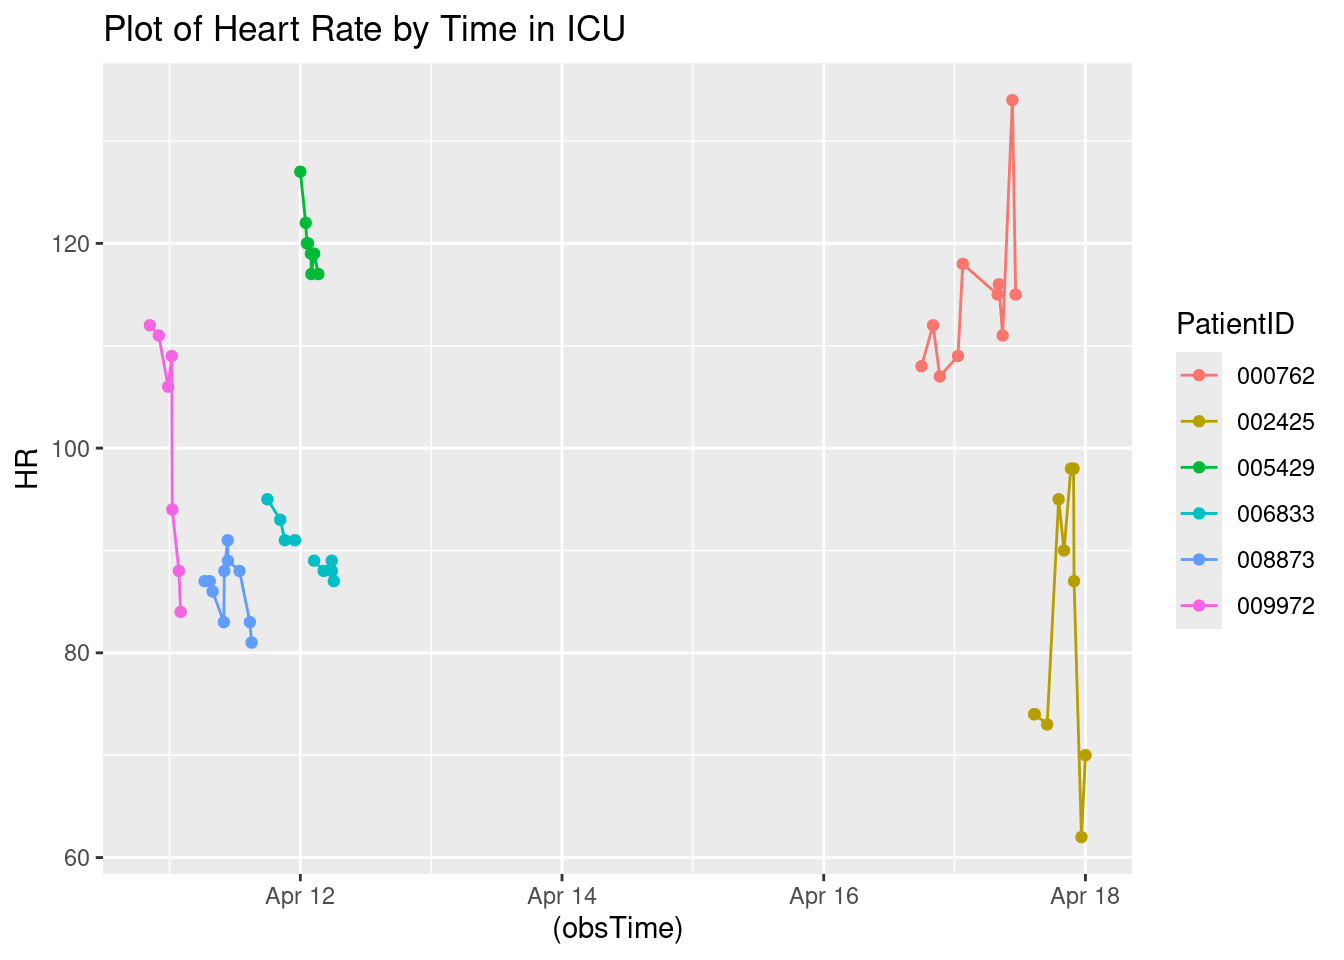 Plot of Heart Rate by Time in ICU
120
100
80
60
HR
Apr 12
Apr 14
Apr 16
Apr 18
(obsTime)
PatientID
000762
002425
005429
006833
008873
009972